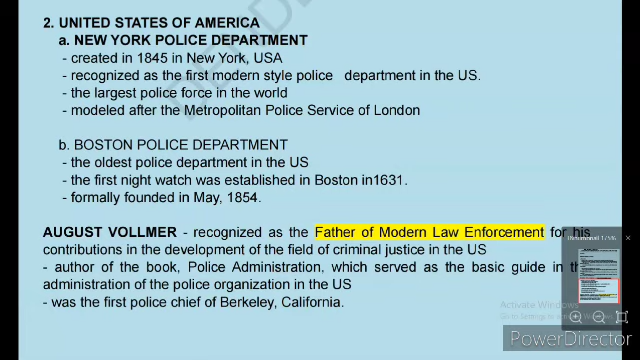 2. UNITED STATES OF AMERICA
a. NEW YORK POLICE DEPARTMENT
- created in 1845 in New York, USA
- recognized as the first modern style police department in the US.
- the largest police force in the world
- modeled after the Metropolitan Police Service of London
b. BOSTON POLICE DEPARTMENT
- the oldest police department in the US
- the first night watch was established in Boston in1631.
- formally founded in May, 1854.
AUGUST VOLLMER - recognized as the Father of Modern Law Enforcement for his
contributions in the development of the field of criminal justice in the US
- author of the book, Police Administration, which served as the basic guide in
administration of the police organization in the US
- was the first police chief of Berkeley, California.
Activate Windows
Go to Settings to activate Windows
PowerDirector